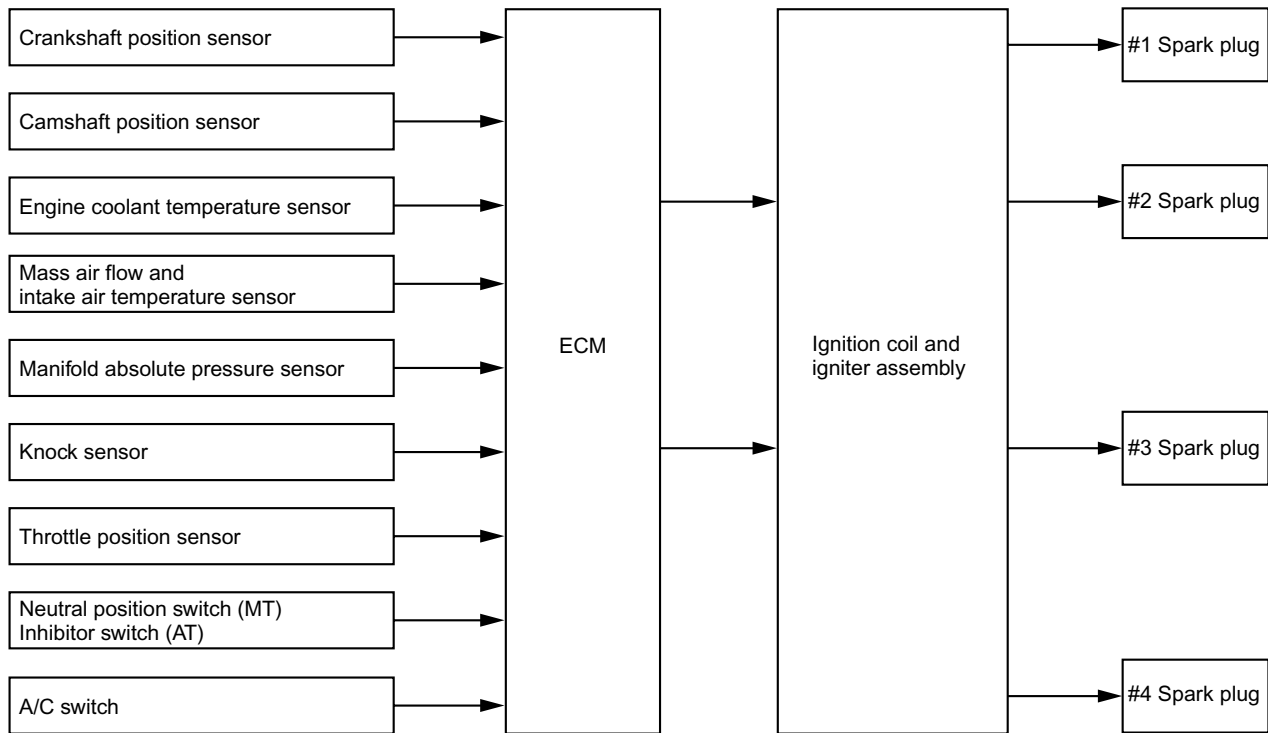 Crankshaft position sensor
Camshaft position sensor
Engine coolant temperature sensor
Mass air flow and
intake air temperature sensor
Manifold absolute pressure sensor
Knock sensor
Throttle position sensor
Neutral position switch (MT)
Inhibitor switch (AT)
A/C switch
ECM
Ignition coil and
igniter assembly
#1 Spark plug
#2 Spark plug
#3 Spark plug
#4 Spark plug